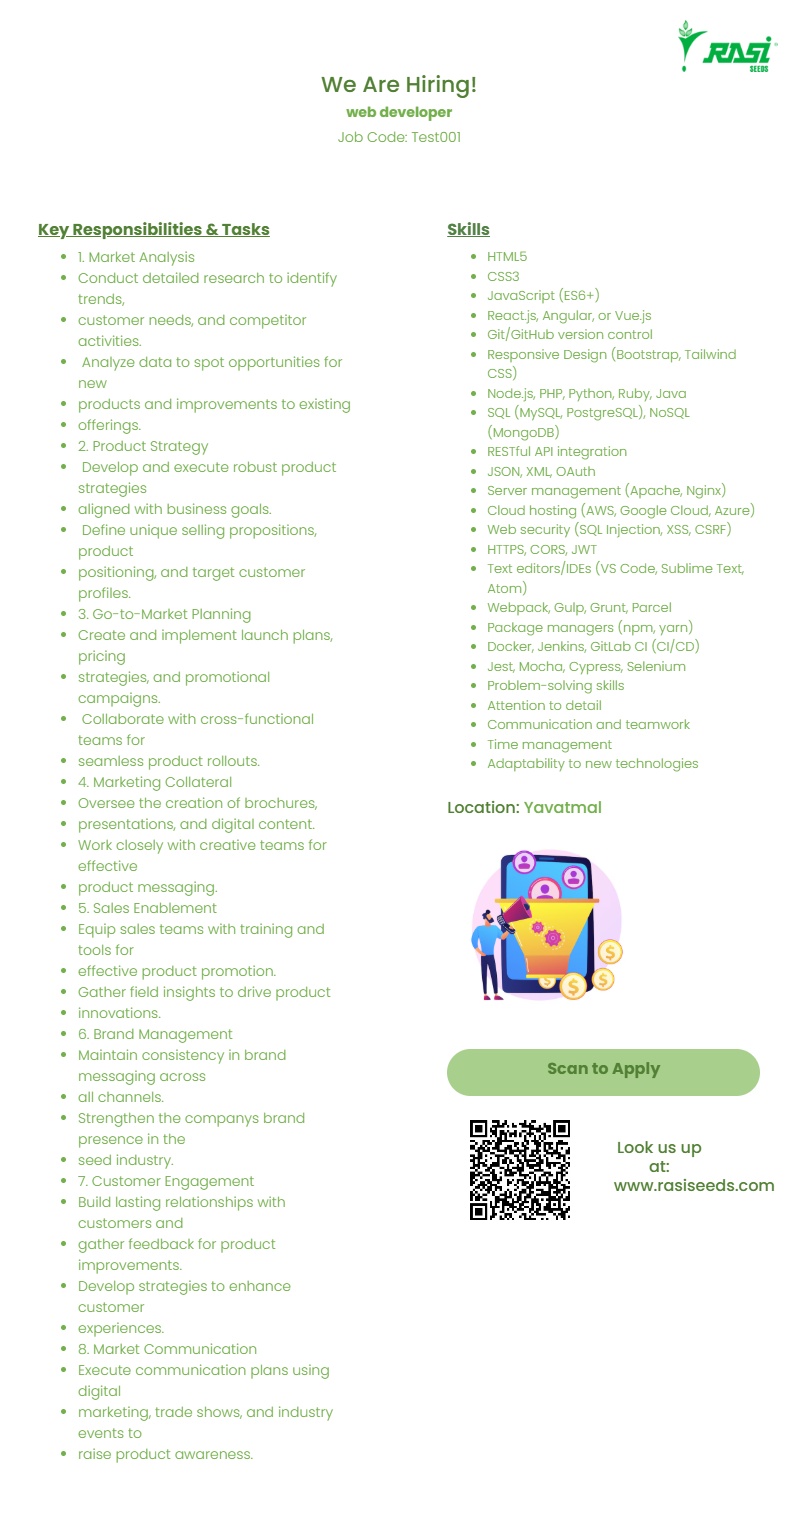 RASI
SEEDS
We Are Hiring!
web developer
Job Code: Test001
Key Responsibilities & Tasks
1. Market Analysis
Conduct detailed research to identify
trends,
customer needs, and competitor
activities.
Analyze data to spot opportunities for
new
products and improvements to existing
offerings.
2. Product Strategy
Develop and execute robust product
strategies
aligned with business goals.
Define unique selling propositions,
product
positioning, and target customer
profiles.
3. Go-to-Market Planning
Create and implement launch plans,
pricing
strategies, and promotional
campaigns.
Collaborate with cross-functional
teams for
seamless product rollouts.
4. Marketing Collateral
Oversee the creation of brochures,
presentations, and digital content.
Work closely with creative teams for
effective
product messaging.
5. Sales Enablement
Equip sales teams with training and
tools for
effective product promotion.
Gather field insights to drive product
innovations.
6. Brand Management
Maintain consistency in brand
messaging across
all channels.
Strengthen the companys brand
presence in the
seed industry.
7. Customer Engagement
Build lasting relationships with
customers and
gather feedback for product
improvements.
Develop strategies to enhance
customer
experiences.
8. Market Communication
Execute communication plans using
digital
marketing, trade shows, and industry
events to
raise product awareness.
Skills
HTML5
CSS3
JavaScript (ES6+)
React.js, Angular, or Vue.js
Git/GitHub version control
Responsive Design (Bootstrap, Tailwind
CSS)
Node.js, PHP, Python, Ruby, Java
SQL (MySQL, PostgreSQL), NoSQL
(MongoDB)
RESTful API integration
JSON, XML, OAuth
Server management (Apache, Nginx)
Cloud hosting (AWS, Google Cloud, Azure)
Web security (SQL Injection, XSS, CSRF)
HTTPS, CORS, JWT
Text editors/IDEs (VS Code, Sublime Text,
Atom)
Webpack, Gulp, Grunt, Parcel
Package managers (npm, yarn)
Docker, Jenkins, GitLab CI (CI/CD)
Jest, Mocha, Cypress, Selenium
Problem-solving skills
Attention to detail
Communication and teamwork
Time management
Adaptability to new technologies
Location: Yavatmal
$
$
$
$
Scan to Apply
Look us up
at:
www.rasiseeds.com